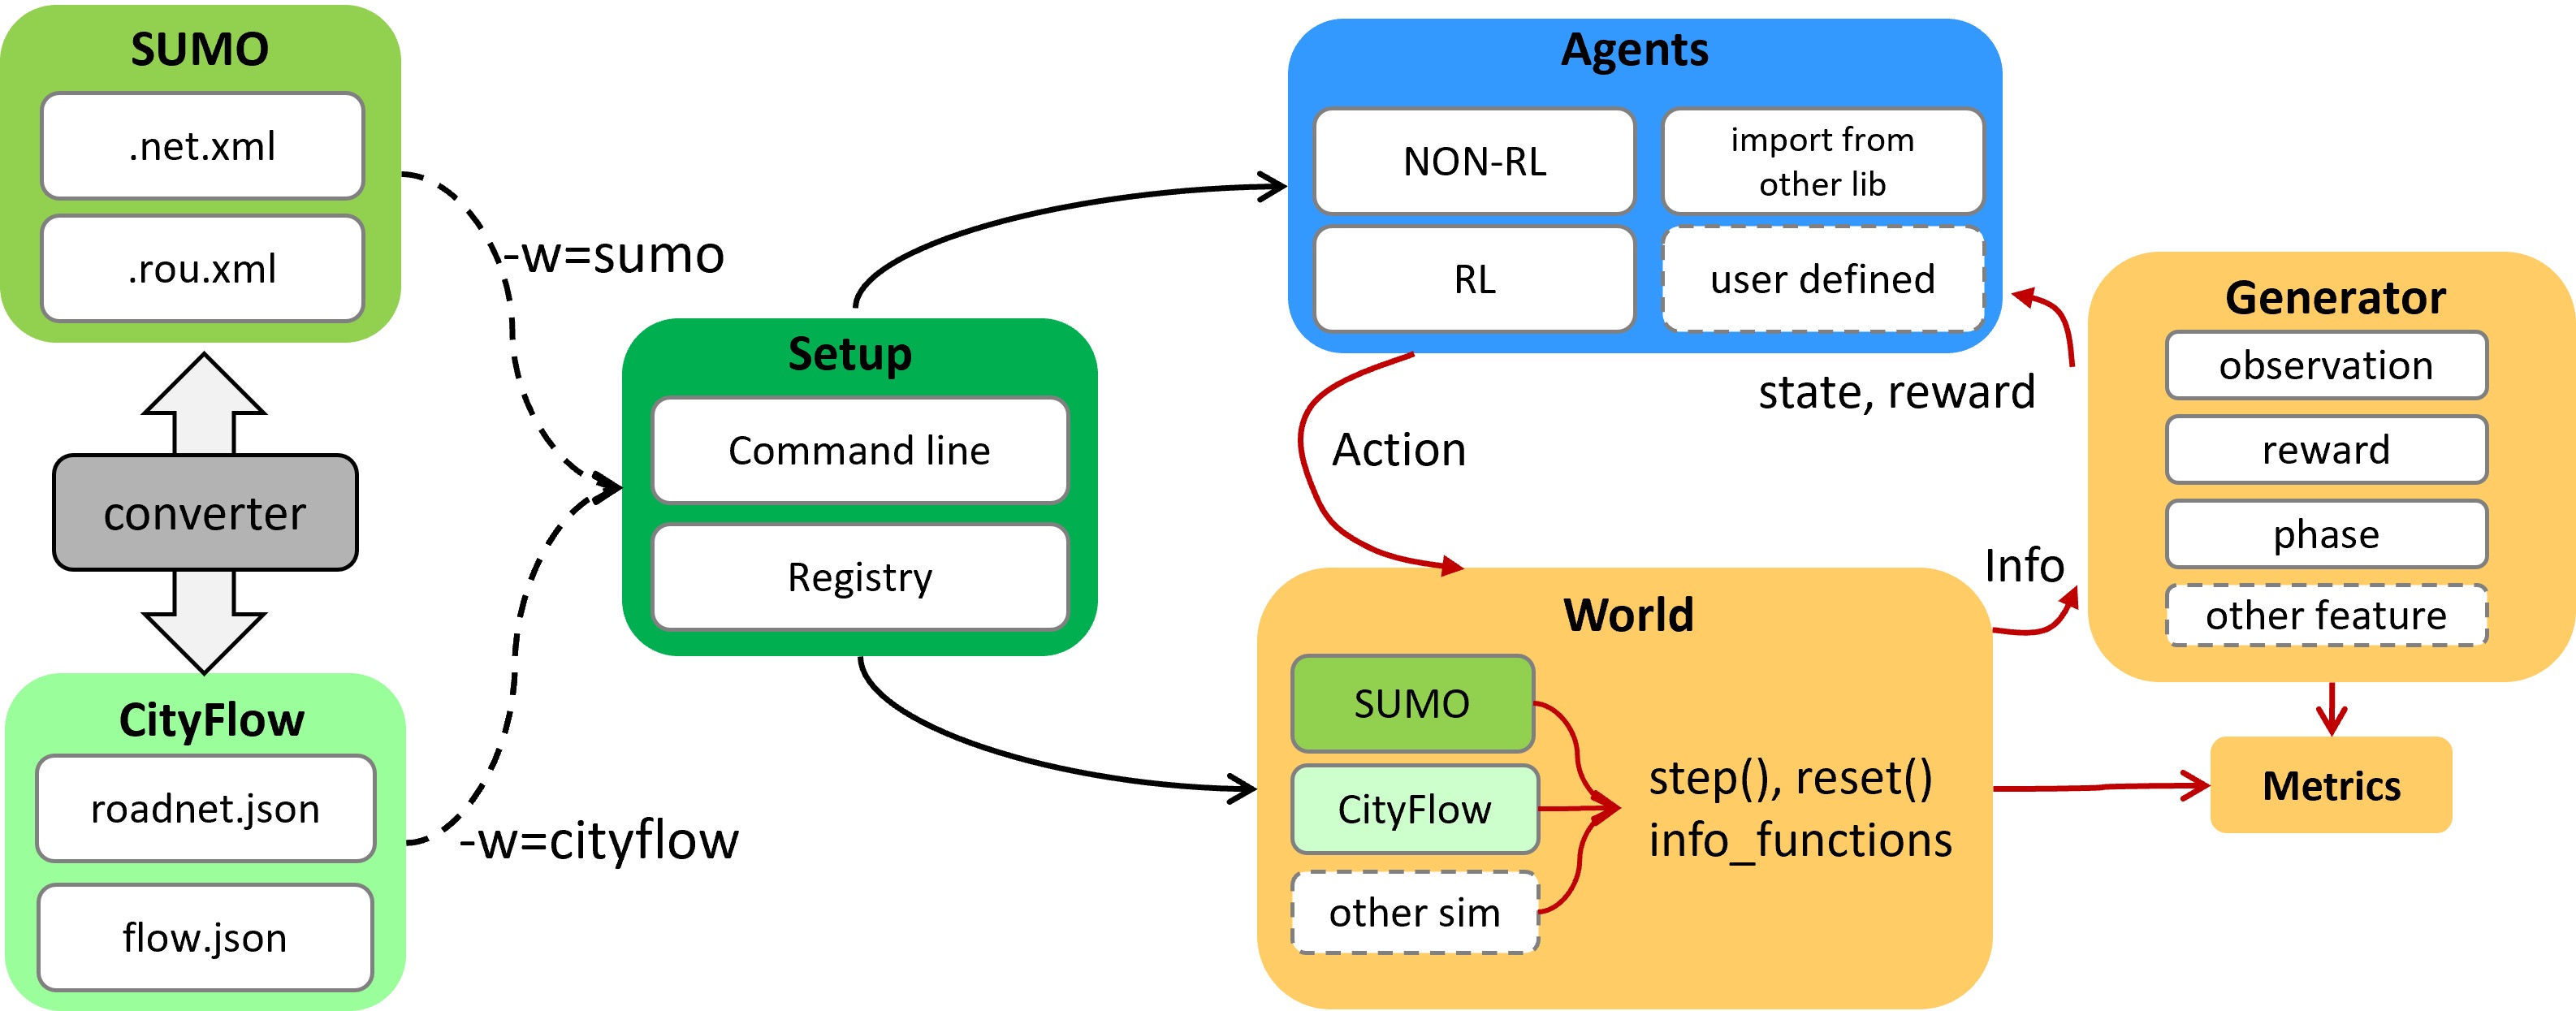 SUMO
.net.xml
.rou.xml
converter
CityFlow
roadnet.json
flow.json
-w=sumo
-w=cityflow
Setup
Command line
Registry
Agents
NON-RL
import from
other lib
RL
user defined
Action
state, reward
World
SUMO
CityFlow
other sim
step(), reset()
info_functions
Info
Generator
observation
reward
phase
other feature
Metrics